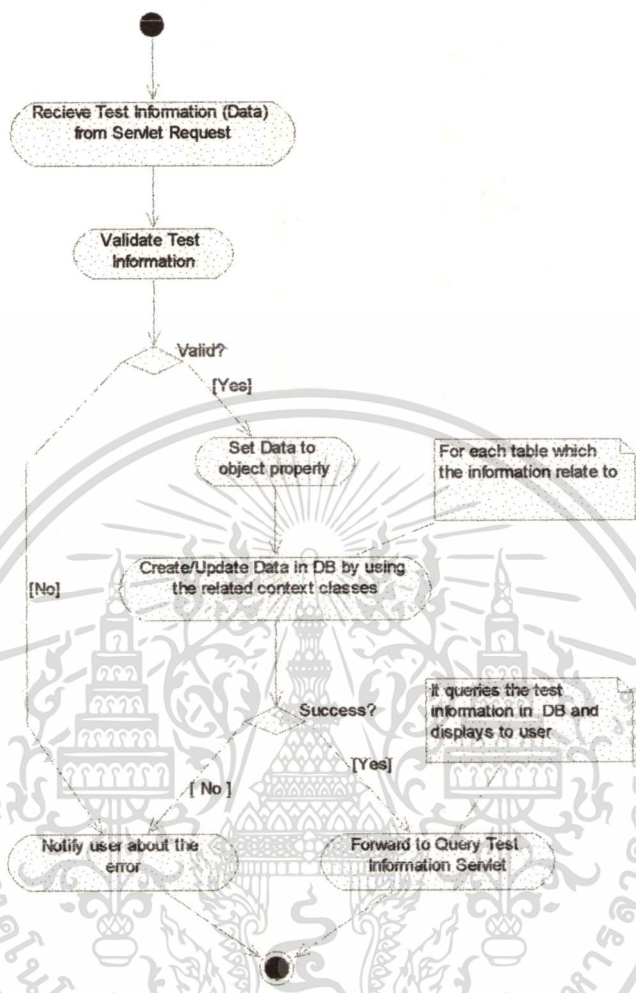 Recieve Test Information (Data)
from Servlet Request
Validate Test
Information
Valid?
[Yes]
Set Data to
object properly
For each table which
the information relate to
[No]
Create/Update Data in DB by using
the related context classes
Success?
It queries the test
information in DB and
displays to user
[ No ]
[Yes]
Notify user about the
error
Forward to Query Test
Information Servlet